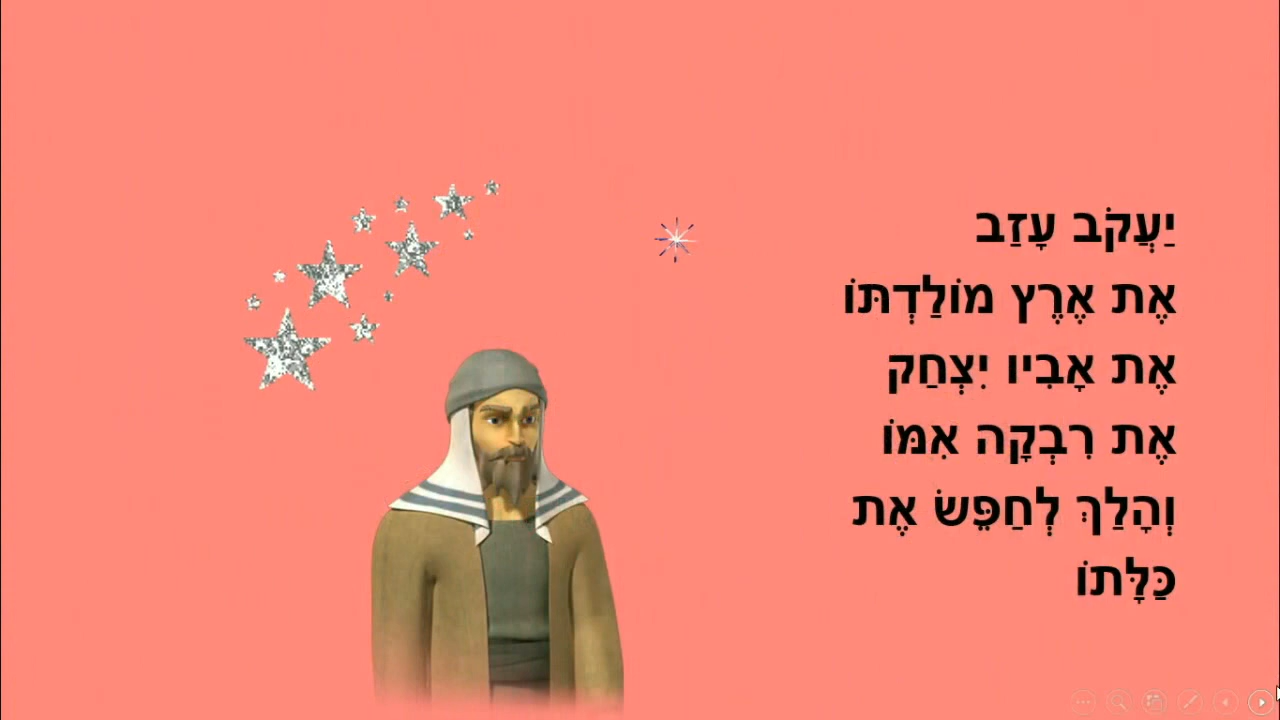 יַעֲקֹב עָזַב
אֶת אֶרֶץ מוֹלַדְתּוֹ
אֶת אָבִיו יִצְחַק
אֶת רִבְקָה אִמּוֹ
וְהָלַךְ לְחַפֵּשׂ אֶת
כַּלָּתוֹ